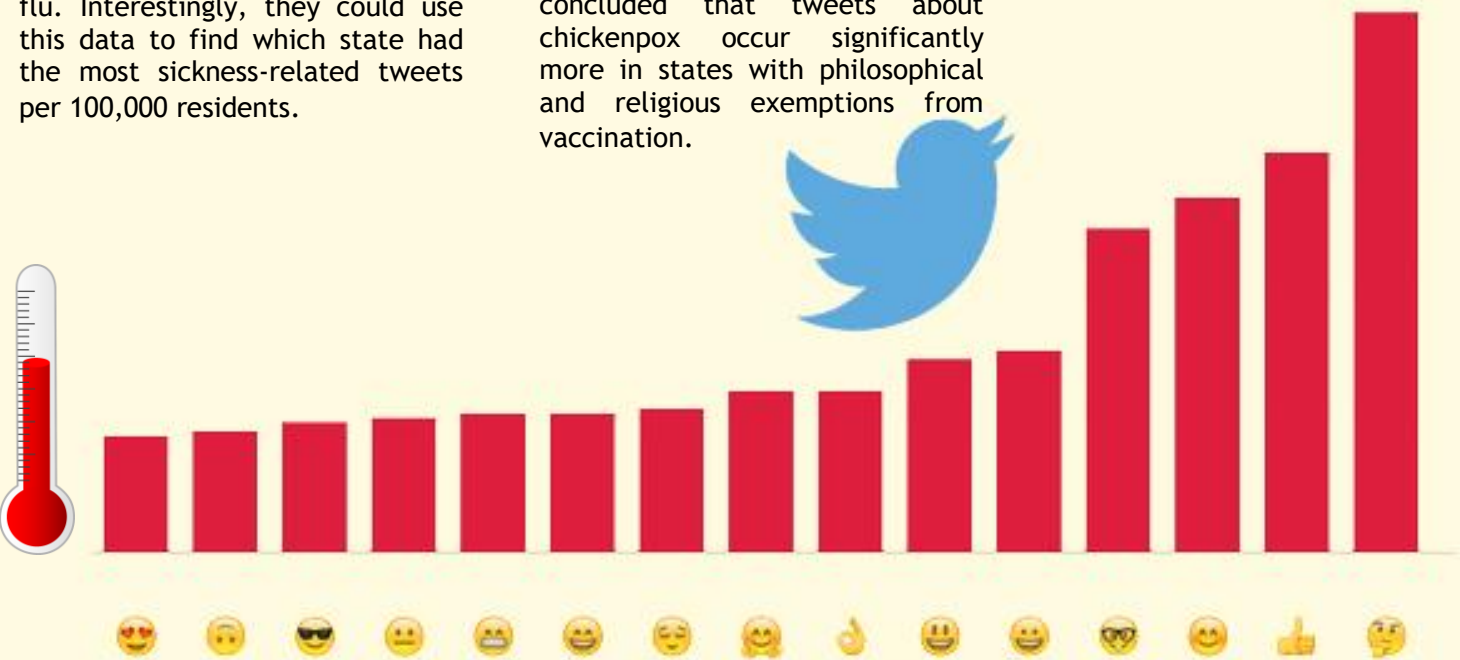 flu. Interestingly, they could use
this data to find which state had
the most sickness-related tweets
per 100,000 residents.
concluded that tweets about
chickenpox occur significantly
more in states with philosophical
and religious exemptions from
vaccination.